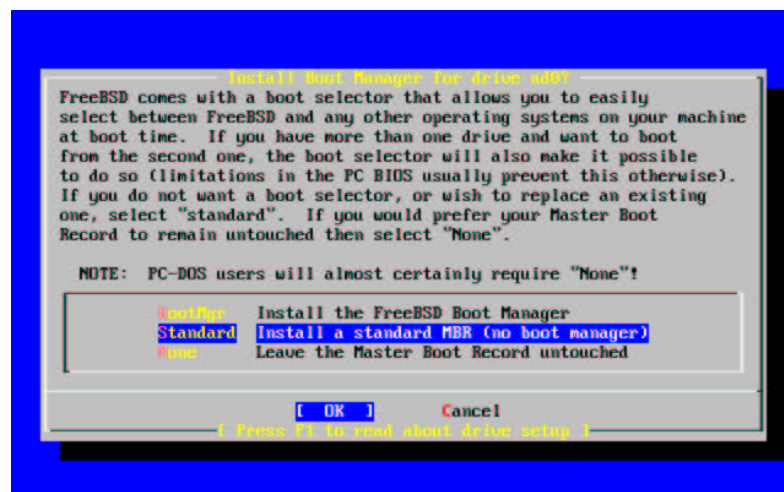 Install Boot Manager for drive ad0?
FreeBSD comes with a boot selector that allows you to easily
select between FreeBSD and any other operating systems on your machine
at boot time.  If you have more than one drive and want to boot
from the second one, the boot selector will also make it possible
to do so (limitations in the PC BIOS usually prevent this otherwise).
If you do not want a boot selector, or wish to replace an existing
one, select "standard".  If you would prefer your Master Boot
Record to remain untouched then select "None".
NOTE:  PC-DOS users will almost certainly require "None"!
BootMgr   Install the FreeBSD Boot Manager
Standard  Install a standard MBR (no boot manager)
None      Leave the Master Boot Record untouched
[  OK  ]     Cancel
[ Press F1 to read about drive setup ]